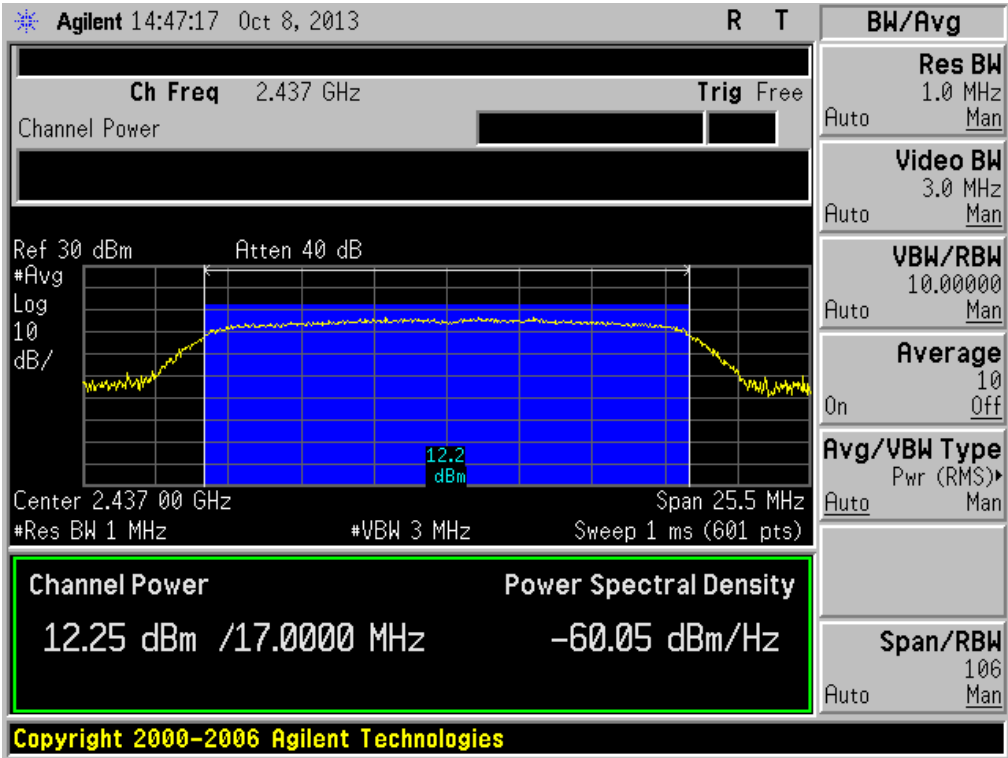 Agilent 14:47:17 Oct 8, 2013 R T
Ch Freq 2.437 GHz Trig Free
Channel Power
Ref 30 dBm Atten 40 dB
#Avg
Log
10
dB/
12.2
dBm
Center 2.437 00 GHz Span 25.5 MHz
#Res BW 1 MHz #VBW 3 MHz Sweep 1 ms (601 pts)
Channel Power Power Spectral Density
12.25 dBm /17.0000 MHz -60.05 dBm/Hz
Copyright 2000-2006 Agilent Technologies
BW/Avg
Res BW
1.0 MHz
Auto Man
Video BW
3.0 MHz
Auto Man
VBW/RBW
10.00000
Auto Man
Average
10
On Off
Avg/VBW Type
Pwr (RMS)▸
Auto Man
Span/RBW
106
Auto Man